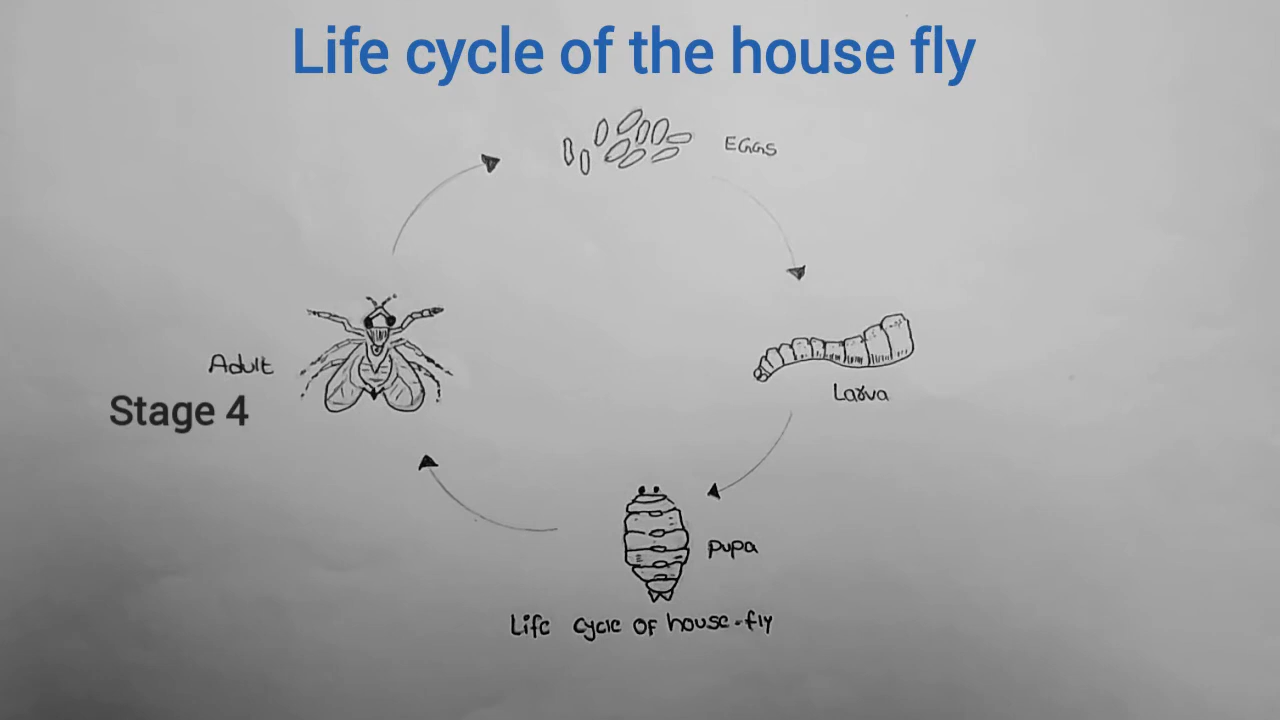 Life cycle of the house fly
EGGS
Adult
Stage 4
Larva
pupa
Life cycle of house-fly